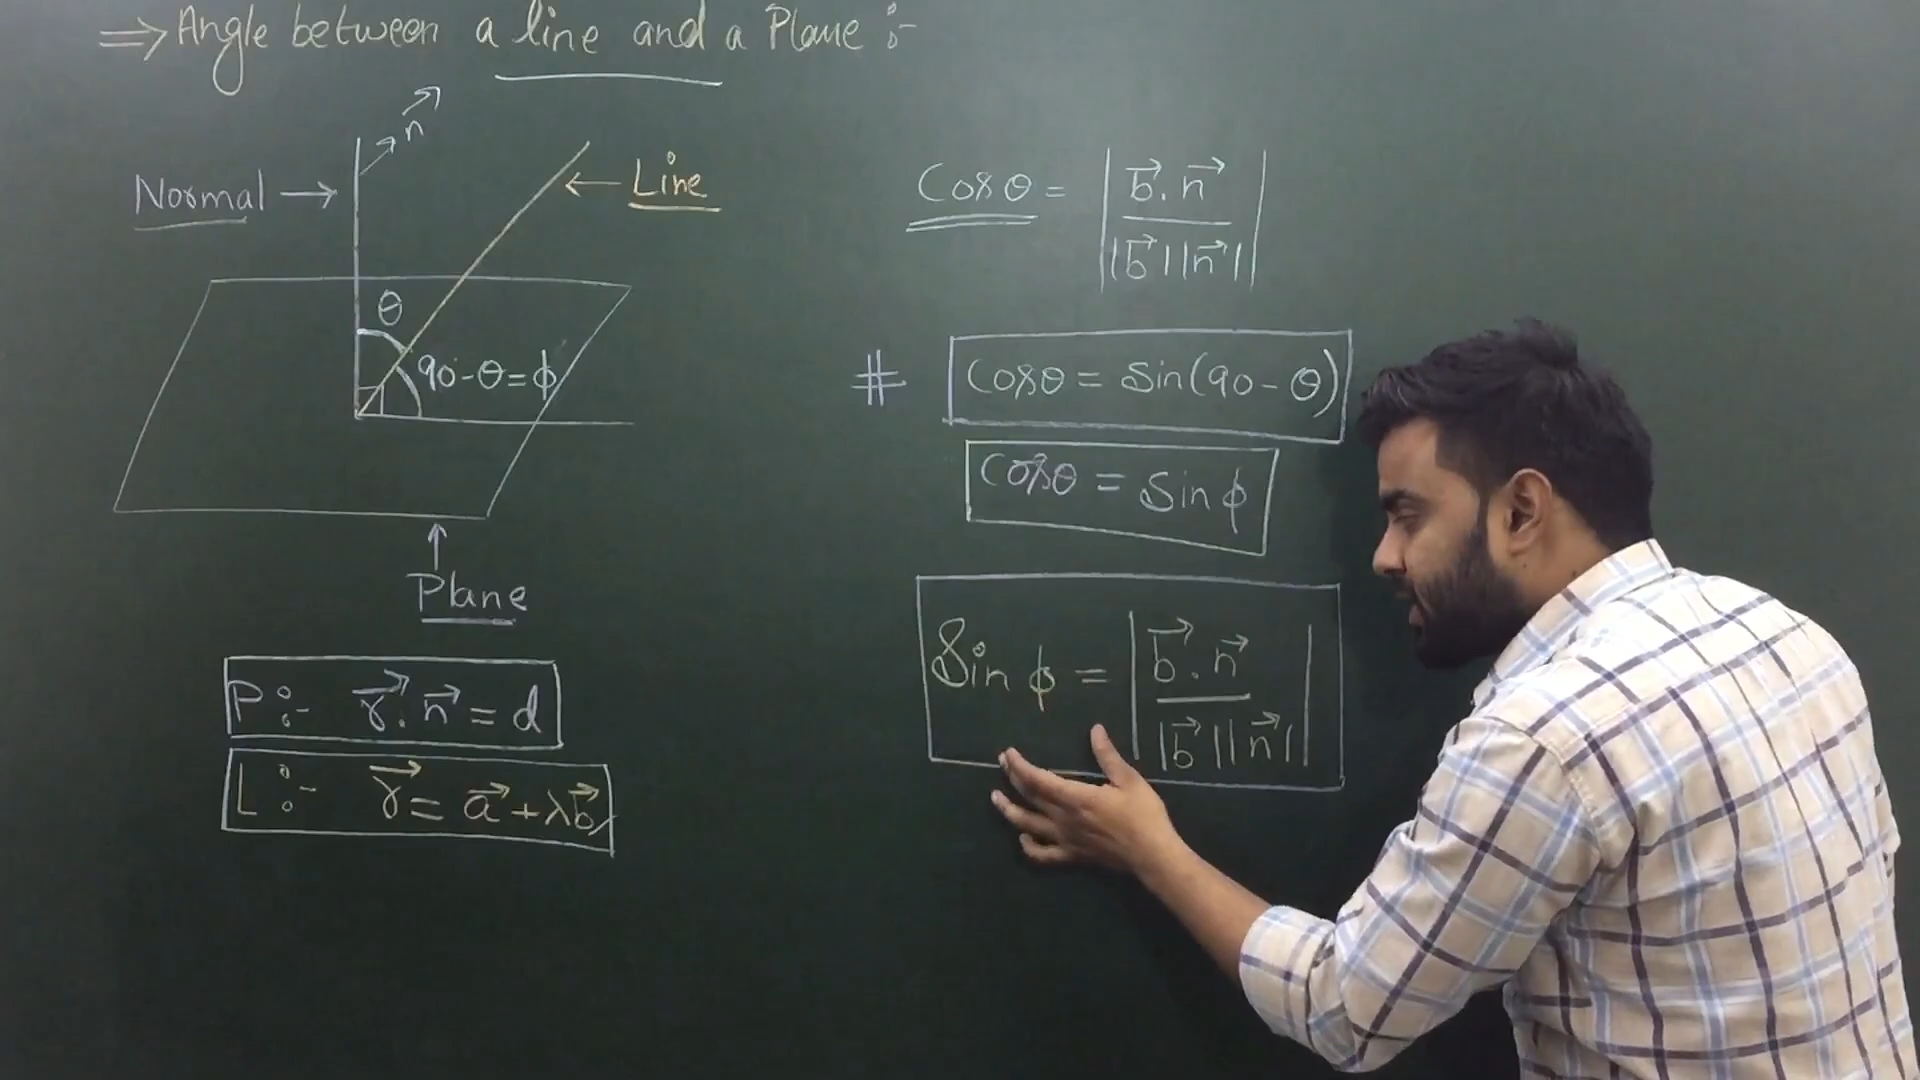 ⇒ Angle between a line and a Plane :-
n⃗
Normal →
← Line
θ
90-θ=ϕ
↑
Plane
P:- r⃗.n⃗ = d
L:- r⃗ = a⃗ + λb⃗
Cosθ = | b⃗.n⃗ / |b⃗||n⃗| |
# Cosθ = Sin(90-θ)
Cosθ = Sinϕ
Sinϕ = | b⃗.n⃗ / |b⃗||n⃗| |